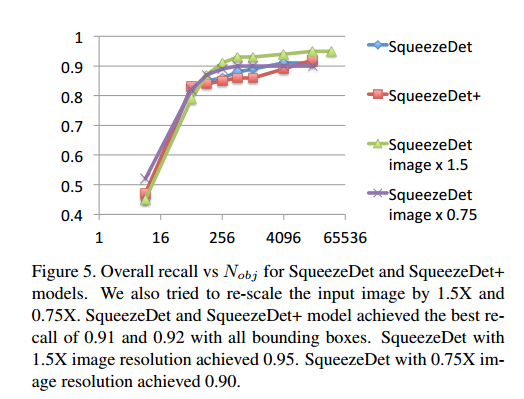 1
0.9
0.8
0.7
0.6
0.5
0.4
1 16 256 4096 65536
SqueezeDet
SqueezeDet+
SqueezeDet
image x 1.5
SqueezeDet
image x 0.75
Figure 5. Overall recall vs N_obj for SqueezeDet and SqueezeDet+
models. We also tried to re-scale the input image by 1.5X and
0.75X. SqueezeDet and SqueezeDet+ model achieved the best re-
call of 0.91 and 0.92 with all bounding boxes. SqueezeDet with
1.5X image resolution achieved 0.95. SqueezeDet with 0.75X im-
age resolution achieved 0.90.